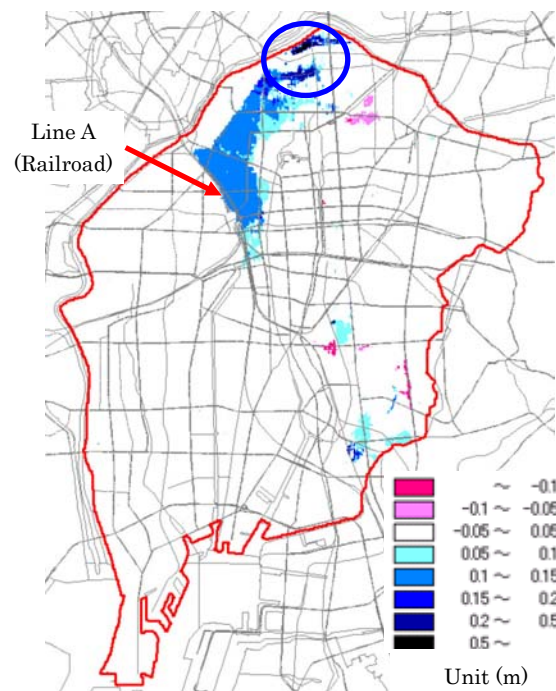 Line A
(Railroad)
～ -0.1
-0.1 ～ -0.05
-0.05 ～ 0.05
0.05 ～ 0.1
0.1 ～ 0.15
0.15 ～ 0.2
0.2 ～ 0.5
0.5 ～
Unit (m)